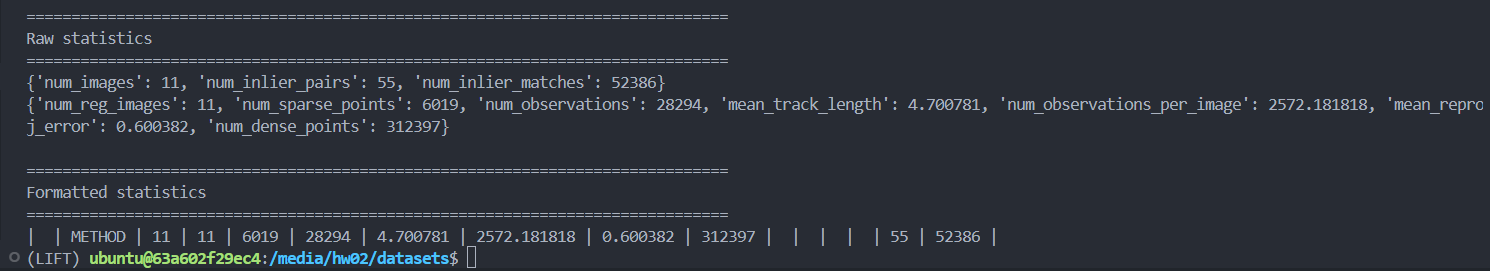 ==============================================================================
Raw statistics
==============================================================================
{'num_images': 11, 'num_inlier_pairs': 55, 'num_inlier_matches': 52386}
{'num_reg_images': 11, 'num_sparse_points': 6019, 'num_observations': 28294, 'mean_track_length': 4.700781, 'num_observations_per_image': 2572.181818, 'mean_repro
j_error': 0.600382, 'num_dense_points': 312397}
==============================================================================
Formatted statistics
==============================================================================
|  | METHOD | 11 | 11 | 6019 | 28294 | 4.700781 | 2572.181818 | 0.600382 | 312397 |  |  |  |  | 55 | 52386 |
(LIFT) ubuntu@63a602f29ec4:/media/hw02/datasets$